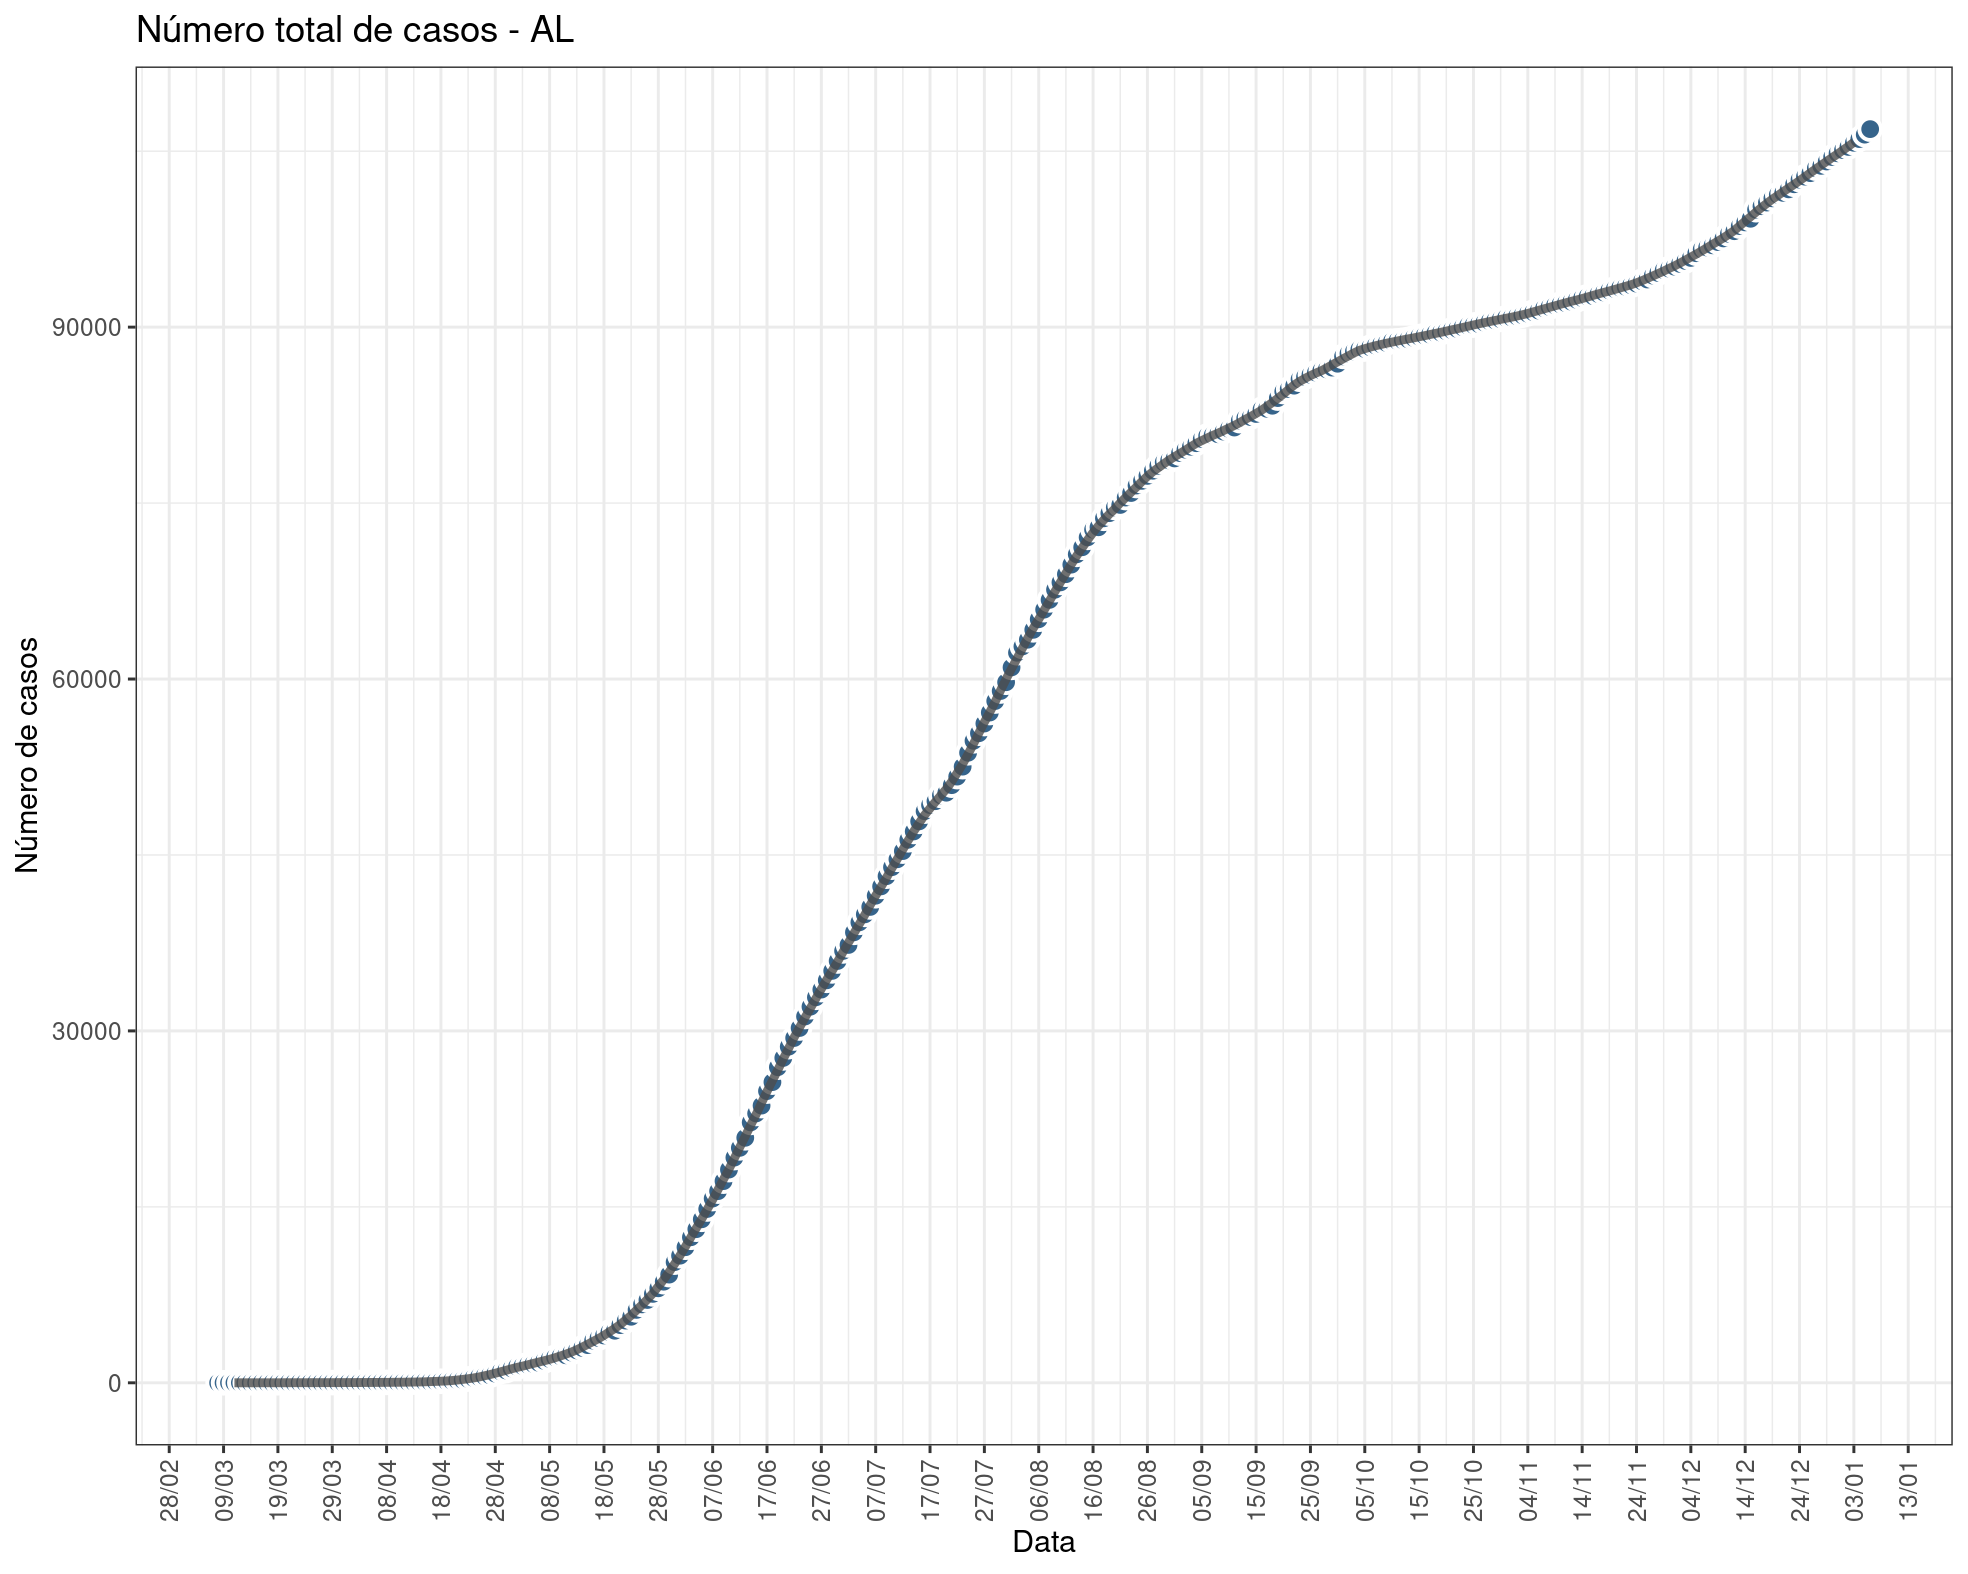 Número total de casos - AL
Número de casos
90000
60000
30000
0
28/02 09/03 19/03 29/03 08/04 18/04 28/04 08/05 18/05 28/05 07/06 17/06 27/06 07/07 17/07 27/07 06/08 16/08 26/08 05/09 15/09 25/09 05/10 15/10 25/10 04/11 14/11 24/11 04/12 14/12 24/12 03/01 13/01
Data